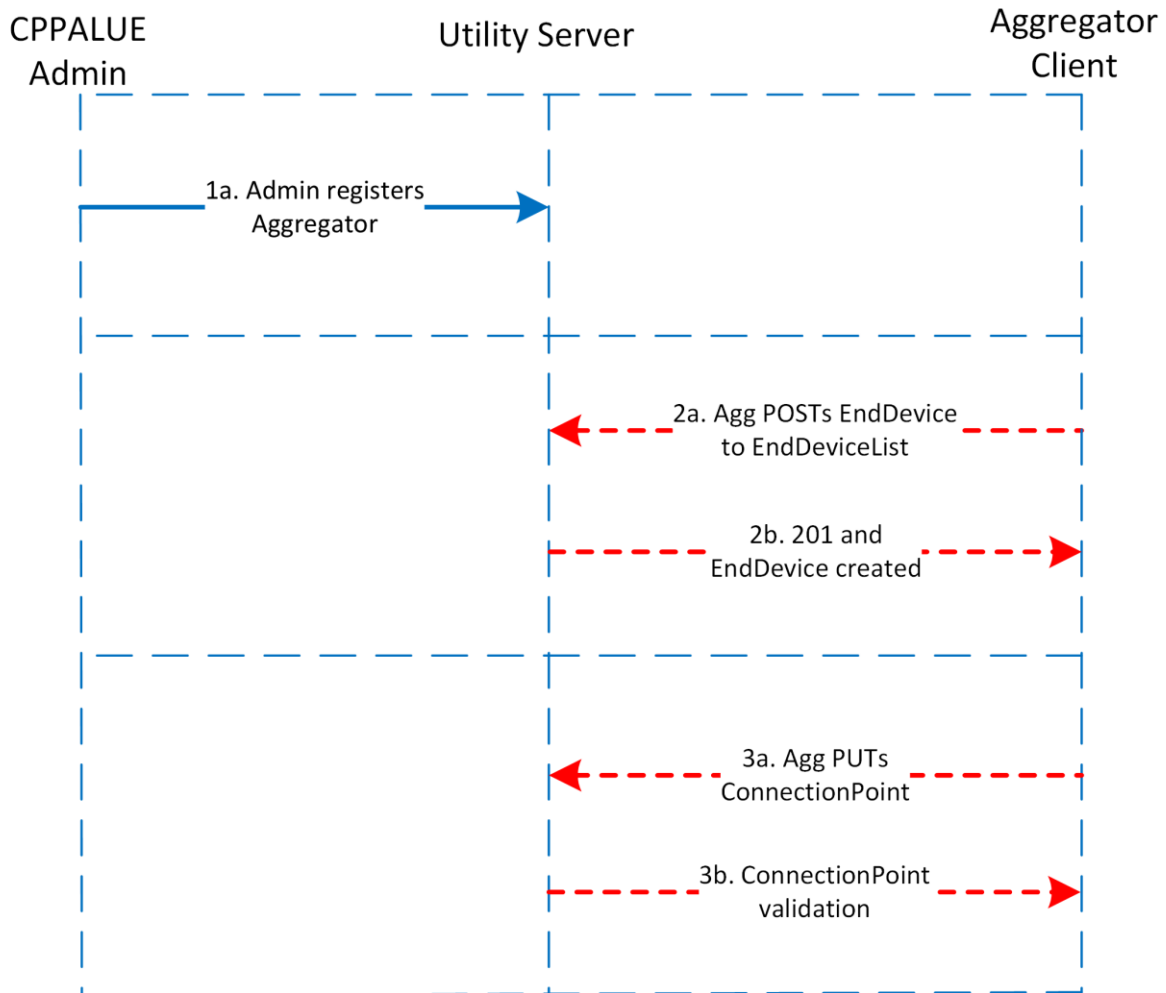 CPPALUE
Admin
Utility Server
Aggregator
Client
1a. Admin registers
Aggregator
2a. Agg POSTs EndDevice
to EndDeviceList
2b. 201 and
EndDevice created
3a. Agg PUTs
ConnectionPoint
3b. ConnectionPoint
validation